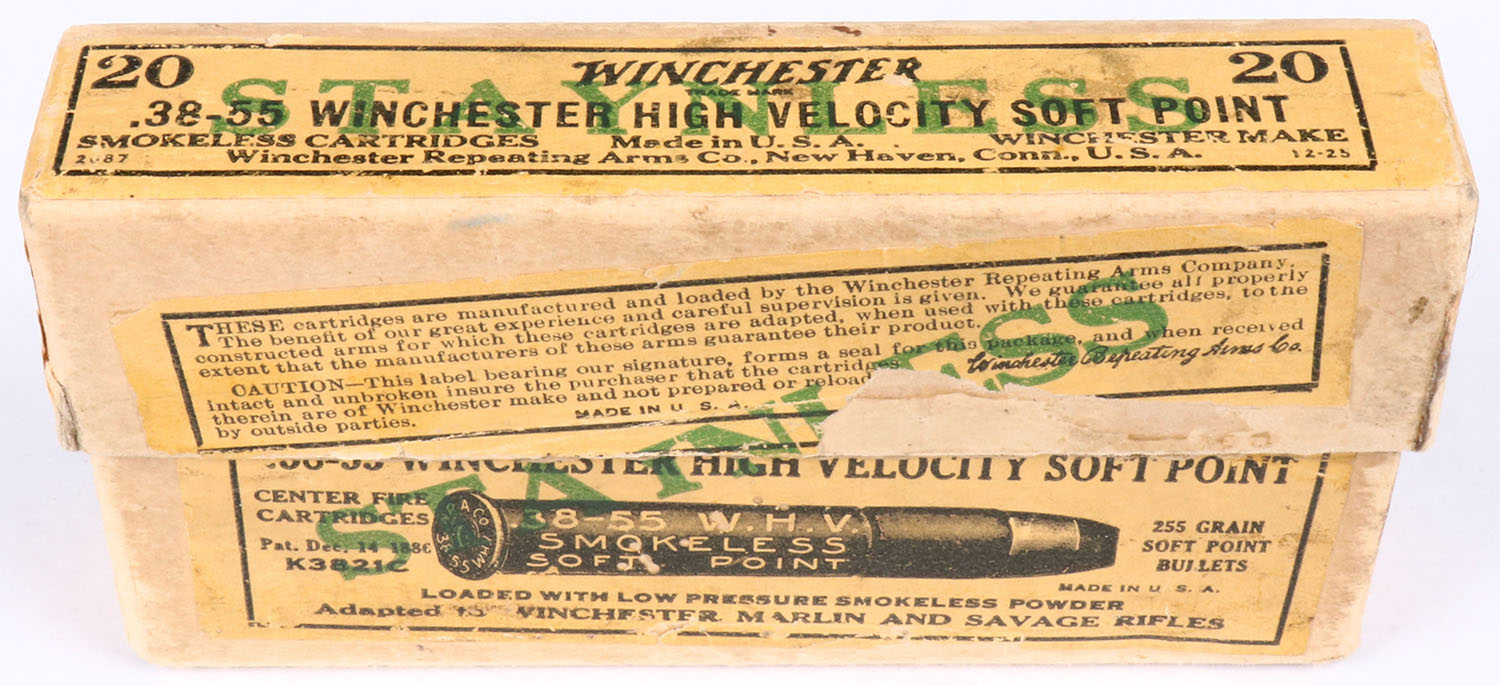 20 WINCHESTER 20
TRADE MARK
STAYNLESS
.38-55 WINCHESTER HIGH VELOCITY SOFT POINT
SMOKELESS CARTRIDGES Made in U. S. A. WINCHESTER MAKE
2087 Winchester Repeating Arms Co., New Haven, Conn., U. S. A. 12-25
THESE cartridges are manufactured and loaded by the Winchester Repeating Arms Company.
The benefit of our great experience and careful supervision is given. We guarantee all properly
constructed arms for which these cartridges are adapted, when used with these cartridges, to the
extent that the manufacturers of these arms guarantee their product.
CAUTION—This label bearing our signature, forms a seal for this package, and when received
intact and unbroken insure the purchaser that the cartridges
therein are of Winchester make and not prepared or reload
by outside parties.
Winchester Repeating Arms Co.
MADE IN U. S. A.
WINCHESTER HIGH VELOCITY SOFT POINT
CENTER FIRE
CARTRIDGES
Pat. Dec. 14 1886
K3821C
38-55 WH
.38-55 W.H.V.
SMOKELESS
SOFT POINT
255 GRAIN
SOFT POINT
BULLETS
MADE IN U. S. A.
LOADED WITH LOW PRESSURE SMOKELESS POWDER
Adapted to WINCHESTER MARLIN AND SAVAGE RIFLES